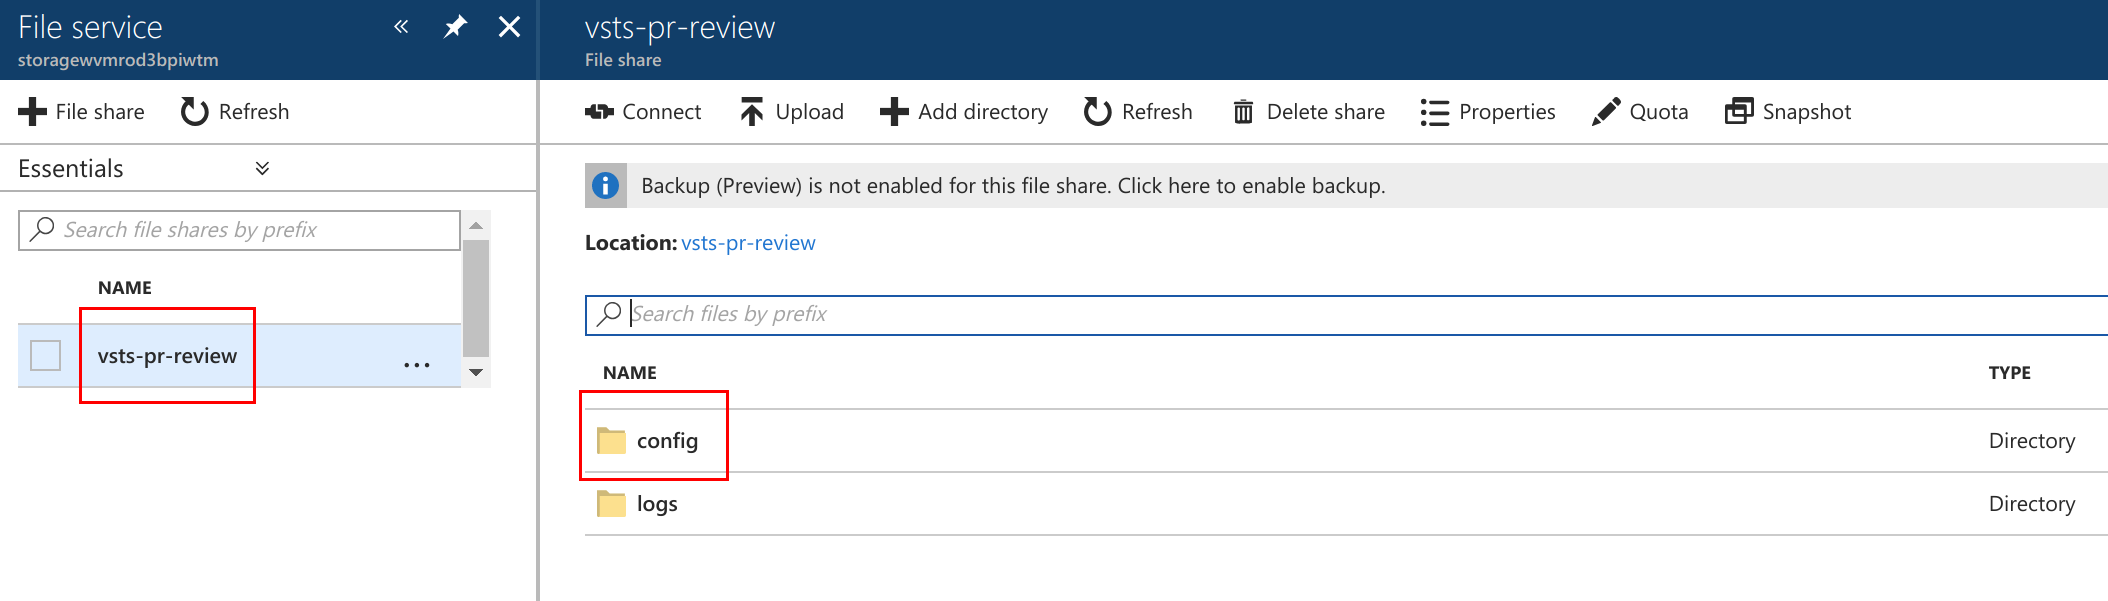 File service
storagewvmrod3bpiwtm
File share
Refresh
Essentials
Search file shares by prefix
NAME
vsts-pr-review
...
vsts-pr-review
File share
Connect
Upload
Add directory
Refresh
Delete share
Properties
Quota
Snapshot
Backup (Preview) is not enabled for this file share. Click here to enable backup.
Location: vsts-pr-review
Search files by prefix
NAME TYPE
config Directory
logs Directory